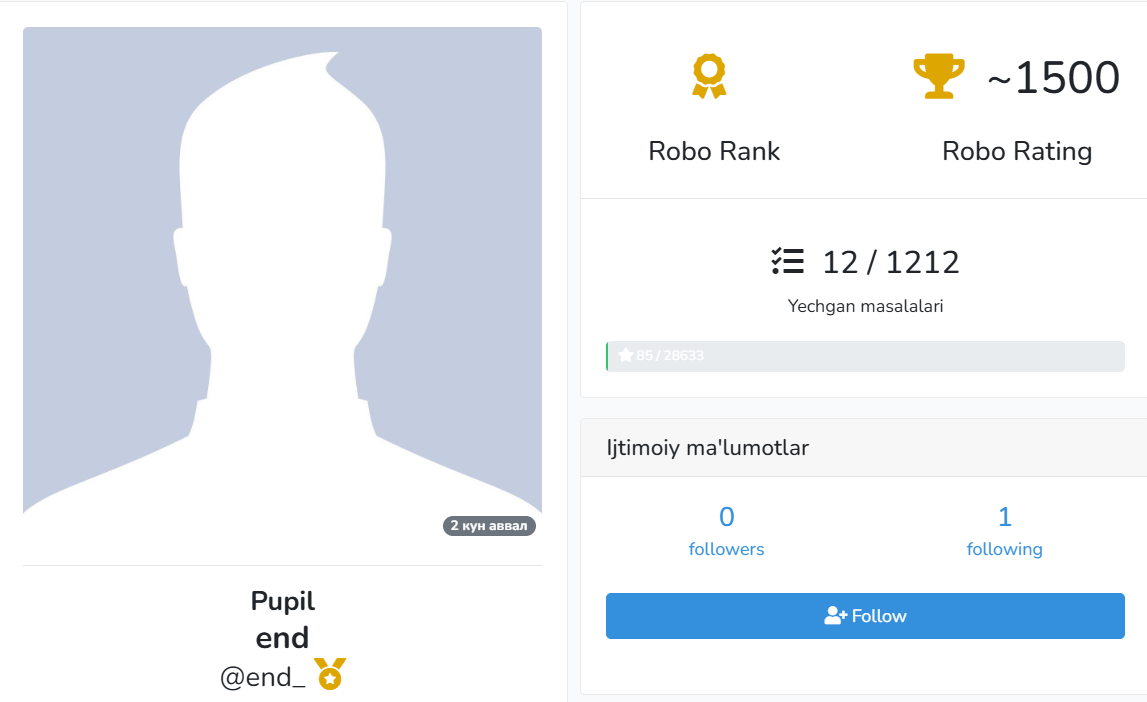 2 кун аввал
Pupil
end
@end_
~1500
Robo Rank
Robo Rating
12 / 1212
Yechgan masalalari
85 / 28633
Ijtimoiy ma'lumotlar
0
followers
1
following
Follow